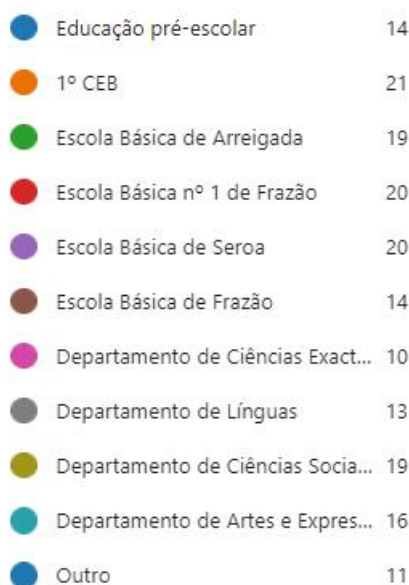 Educação pré-escolar 14
1º CEB 21
Escola Básica de Arreigada 19
Escola Básica nº 1 de Frazão 20
Escola Básica de Seroa 20
Escola Básica de Frazão 14
Departamento de Ciências Exact... 10
Departamento de Línguas 13
Departamento de Ciências Socia... 19
Departamento de Artes e Expres... 16
Outro 11